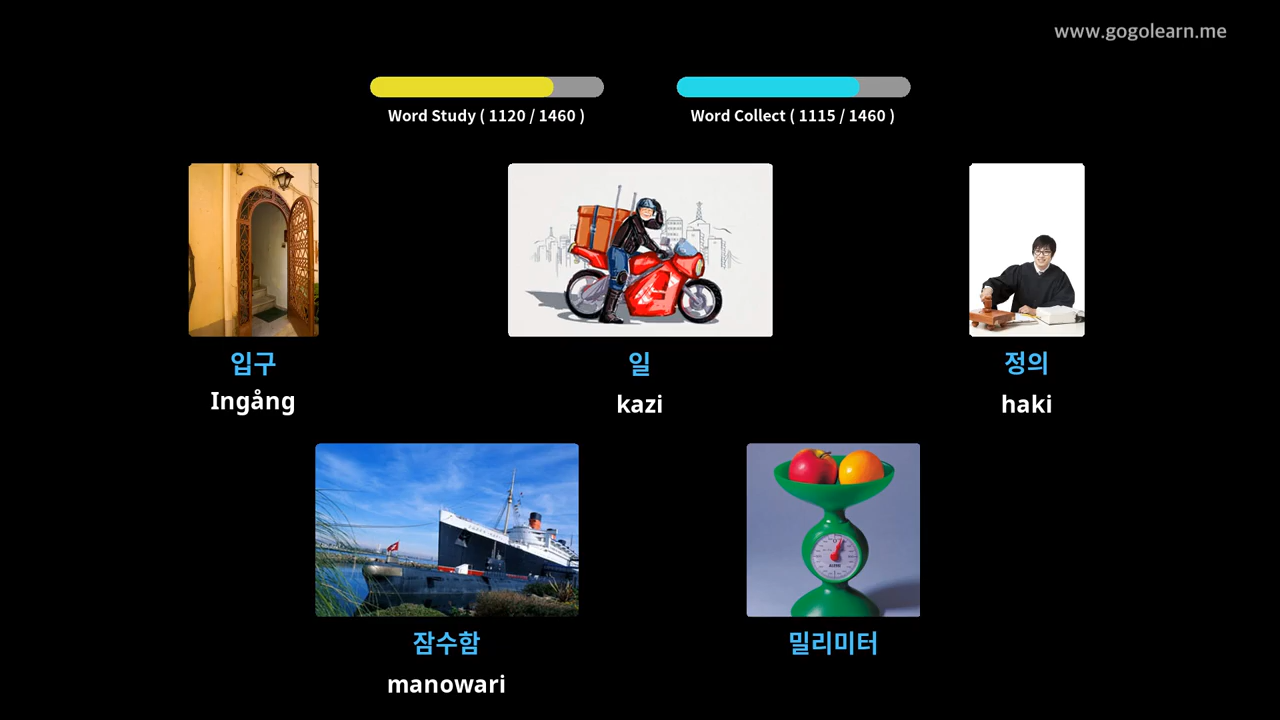 www.gogolearn.me
Word Study ( 1120 / 1460 )
Word Collect ( 1115 / 1460 )
입구
Ingång
일
kazi
정의
haki
잠수함
manowari
밀리미터